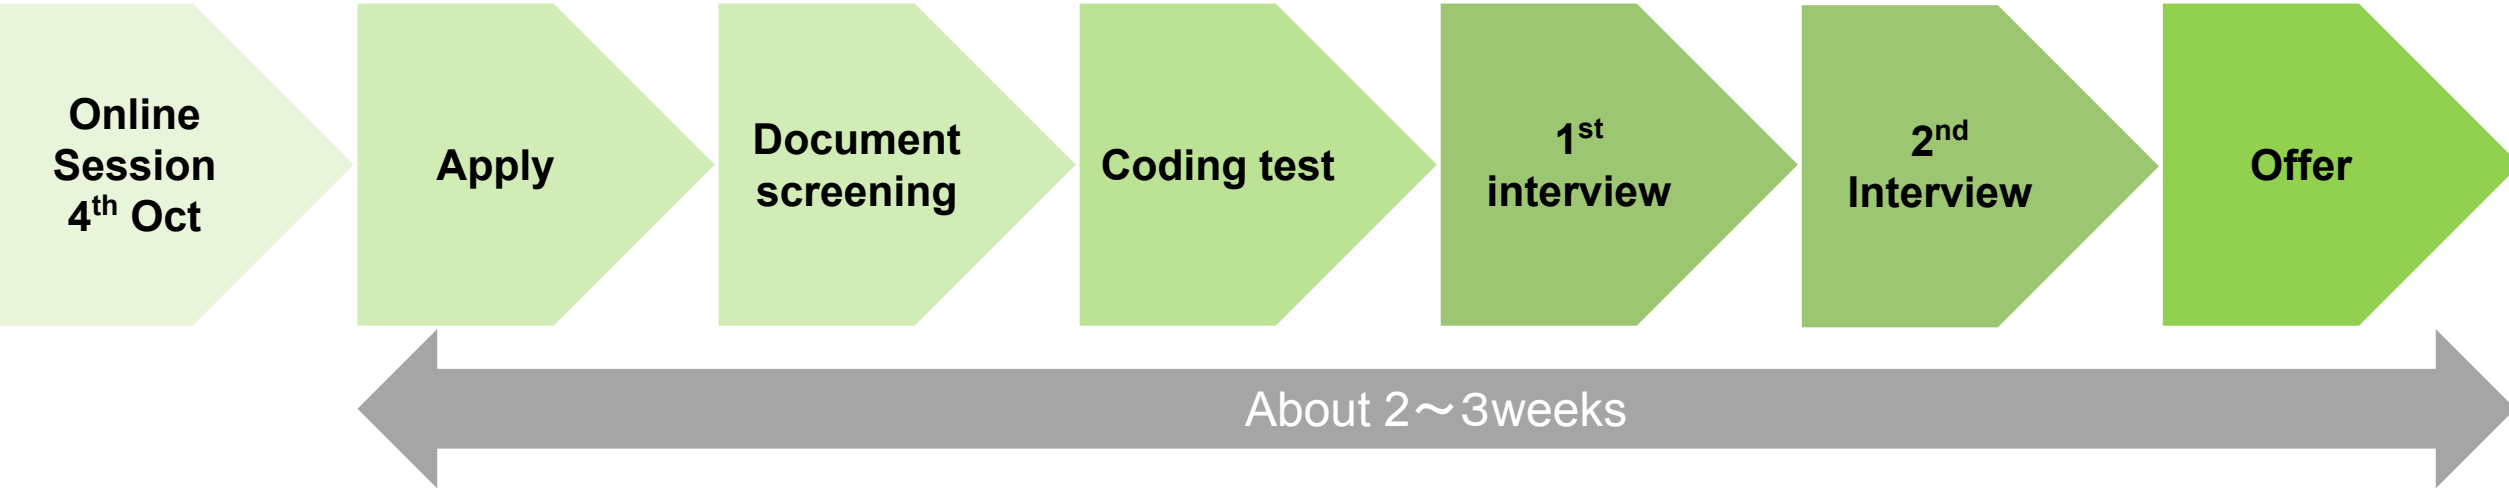 Online
Session
4th Oct
Apply
Document
screening
Coding test
1st
interview
2nd
Interview
Offer
About 2～3weeks